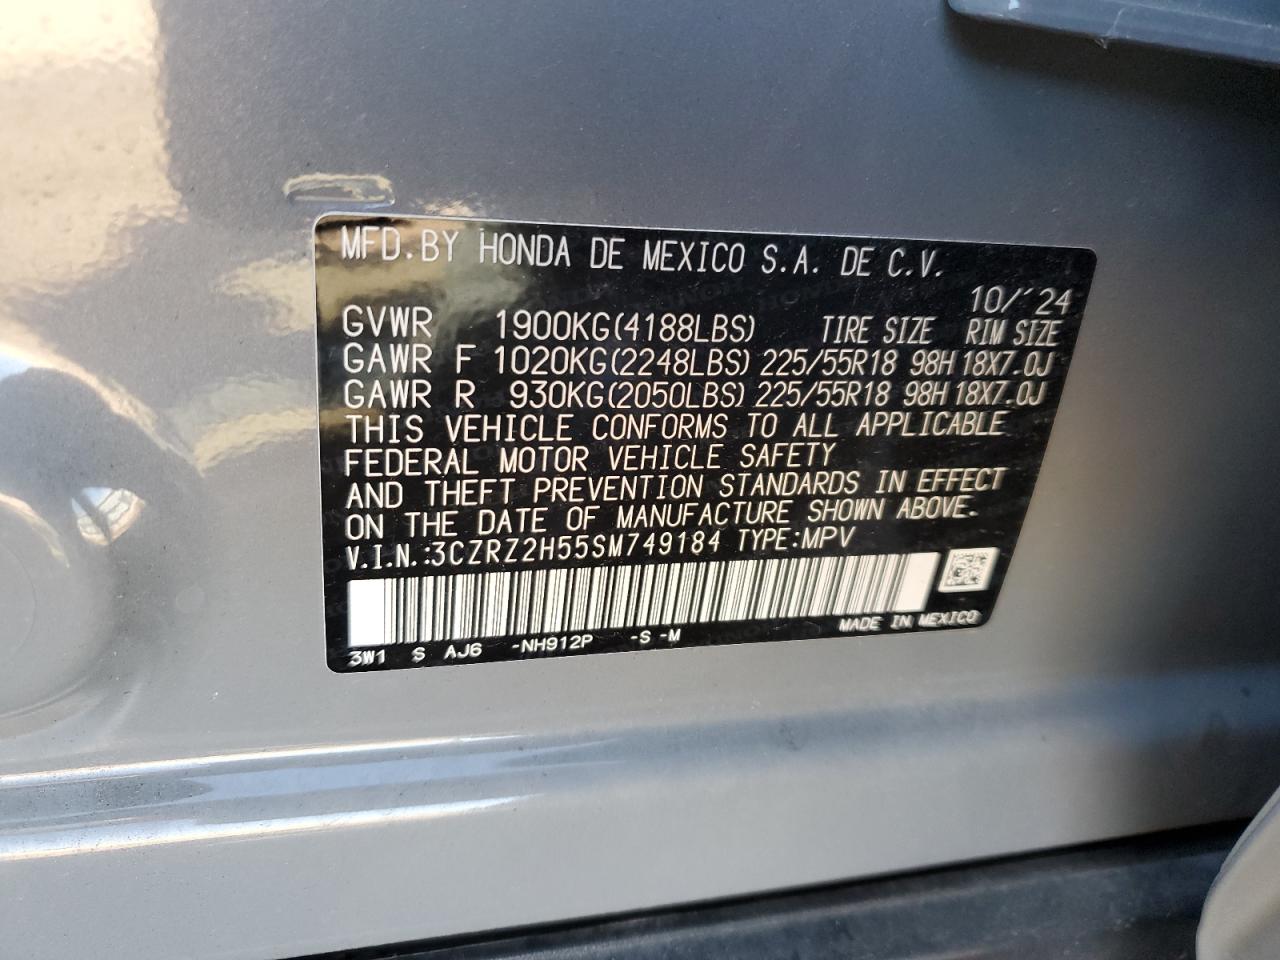 MFD. BY HONDA DE MEXICO S.A. DE C.V.
10/'24
GVWR 1900KG(4188LBS) TIRE SIZE RIM SIZE
GAWR F 1020KG(2248LBS) 225/55R18 98H 18X7.0J
GAWR R 930KG(2050LBS) 225/55R18 98H 18X7.0J
THIS VEHICLE CONFORMS TO ALL APPLICABLE
FEDERAL MOTOR VEHICLE SAFETY
AND THEFT PREVENTION STANDARDS IN EFFECT
ON THE DATE OF MANUFACTURE SHOWN ABOVE.
V.I.N.:3CZRZ2H55SM749184 TYPE:MPV
MADE IN MEXICO
3W1 S AJ6 -NH912P -S -M